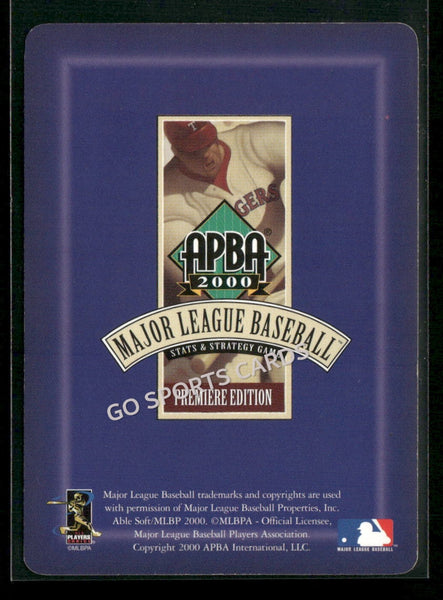 T
GERS
APBA®
2000
MAJOR LEAGUE BASEBALL™
STATS & STRATEGY GAME
PREMIERE EDITION
GO SPORTS CARDS
Major League Baseball trademarks and copyrights are used
with permission of Major League Baseball Properties, Inc.
Able Soft/MLBP 2000. ©MLBPA - Official Licensee,
Major League Baseball Players Association.
Copyright 2000 APBA International, LLC.
PLAYERS
CHOICE
©MLBPA
MAJOR LEAGUE BASEBALL